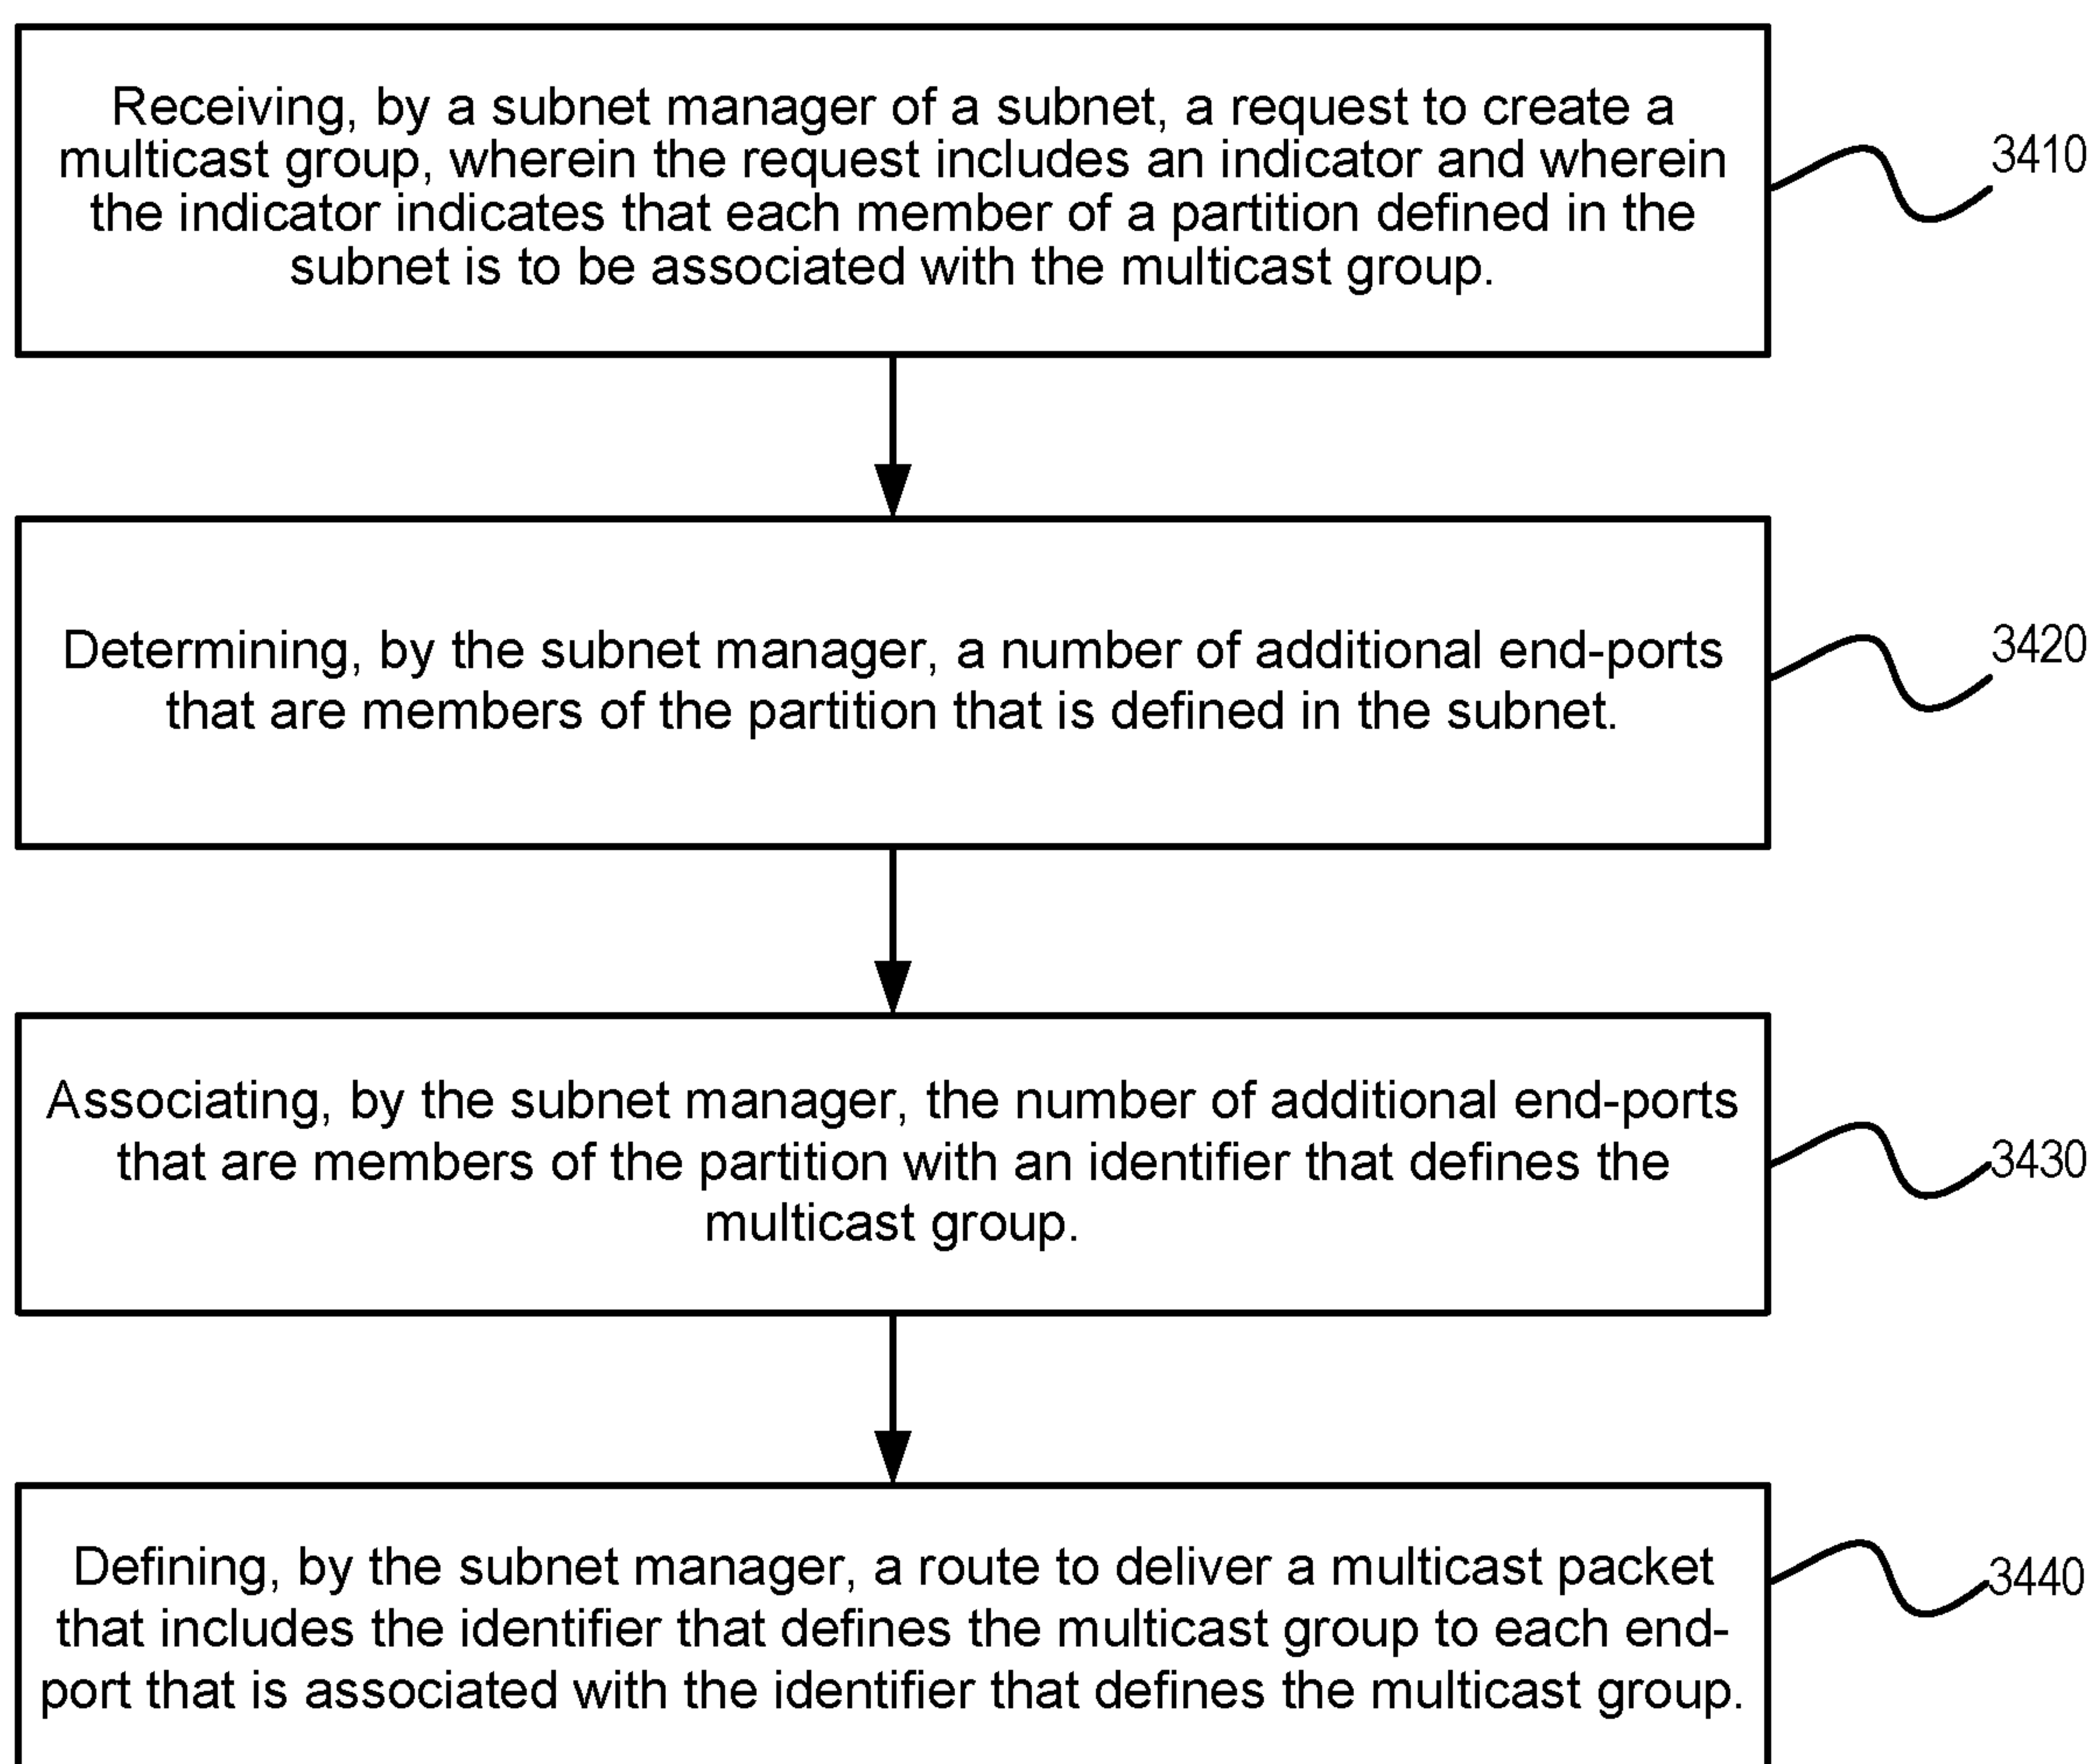 Receiving, by a subnet manager of a subnet, a request to create a
multicast group, wherein the request includes an indicator and wherein
the indicator indicates that each member of a partition defined in the
subnet is to be associated with the multicast group.
3410
Determining, by the subnet manager, a number of additional end-ports
that are members of the partition that is defined in the subnet.
3420
Associating, by the subnet manager, the number of additional end-ports
that are members of the partition with an identifier that defines the
multicast group.
3430
Defining, by the subnet manager, a route to deliver a multicast packet
that includes the identifier that defines the multicast group to each end-
port that is associated with the identifier that defines the multicast group.
3440